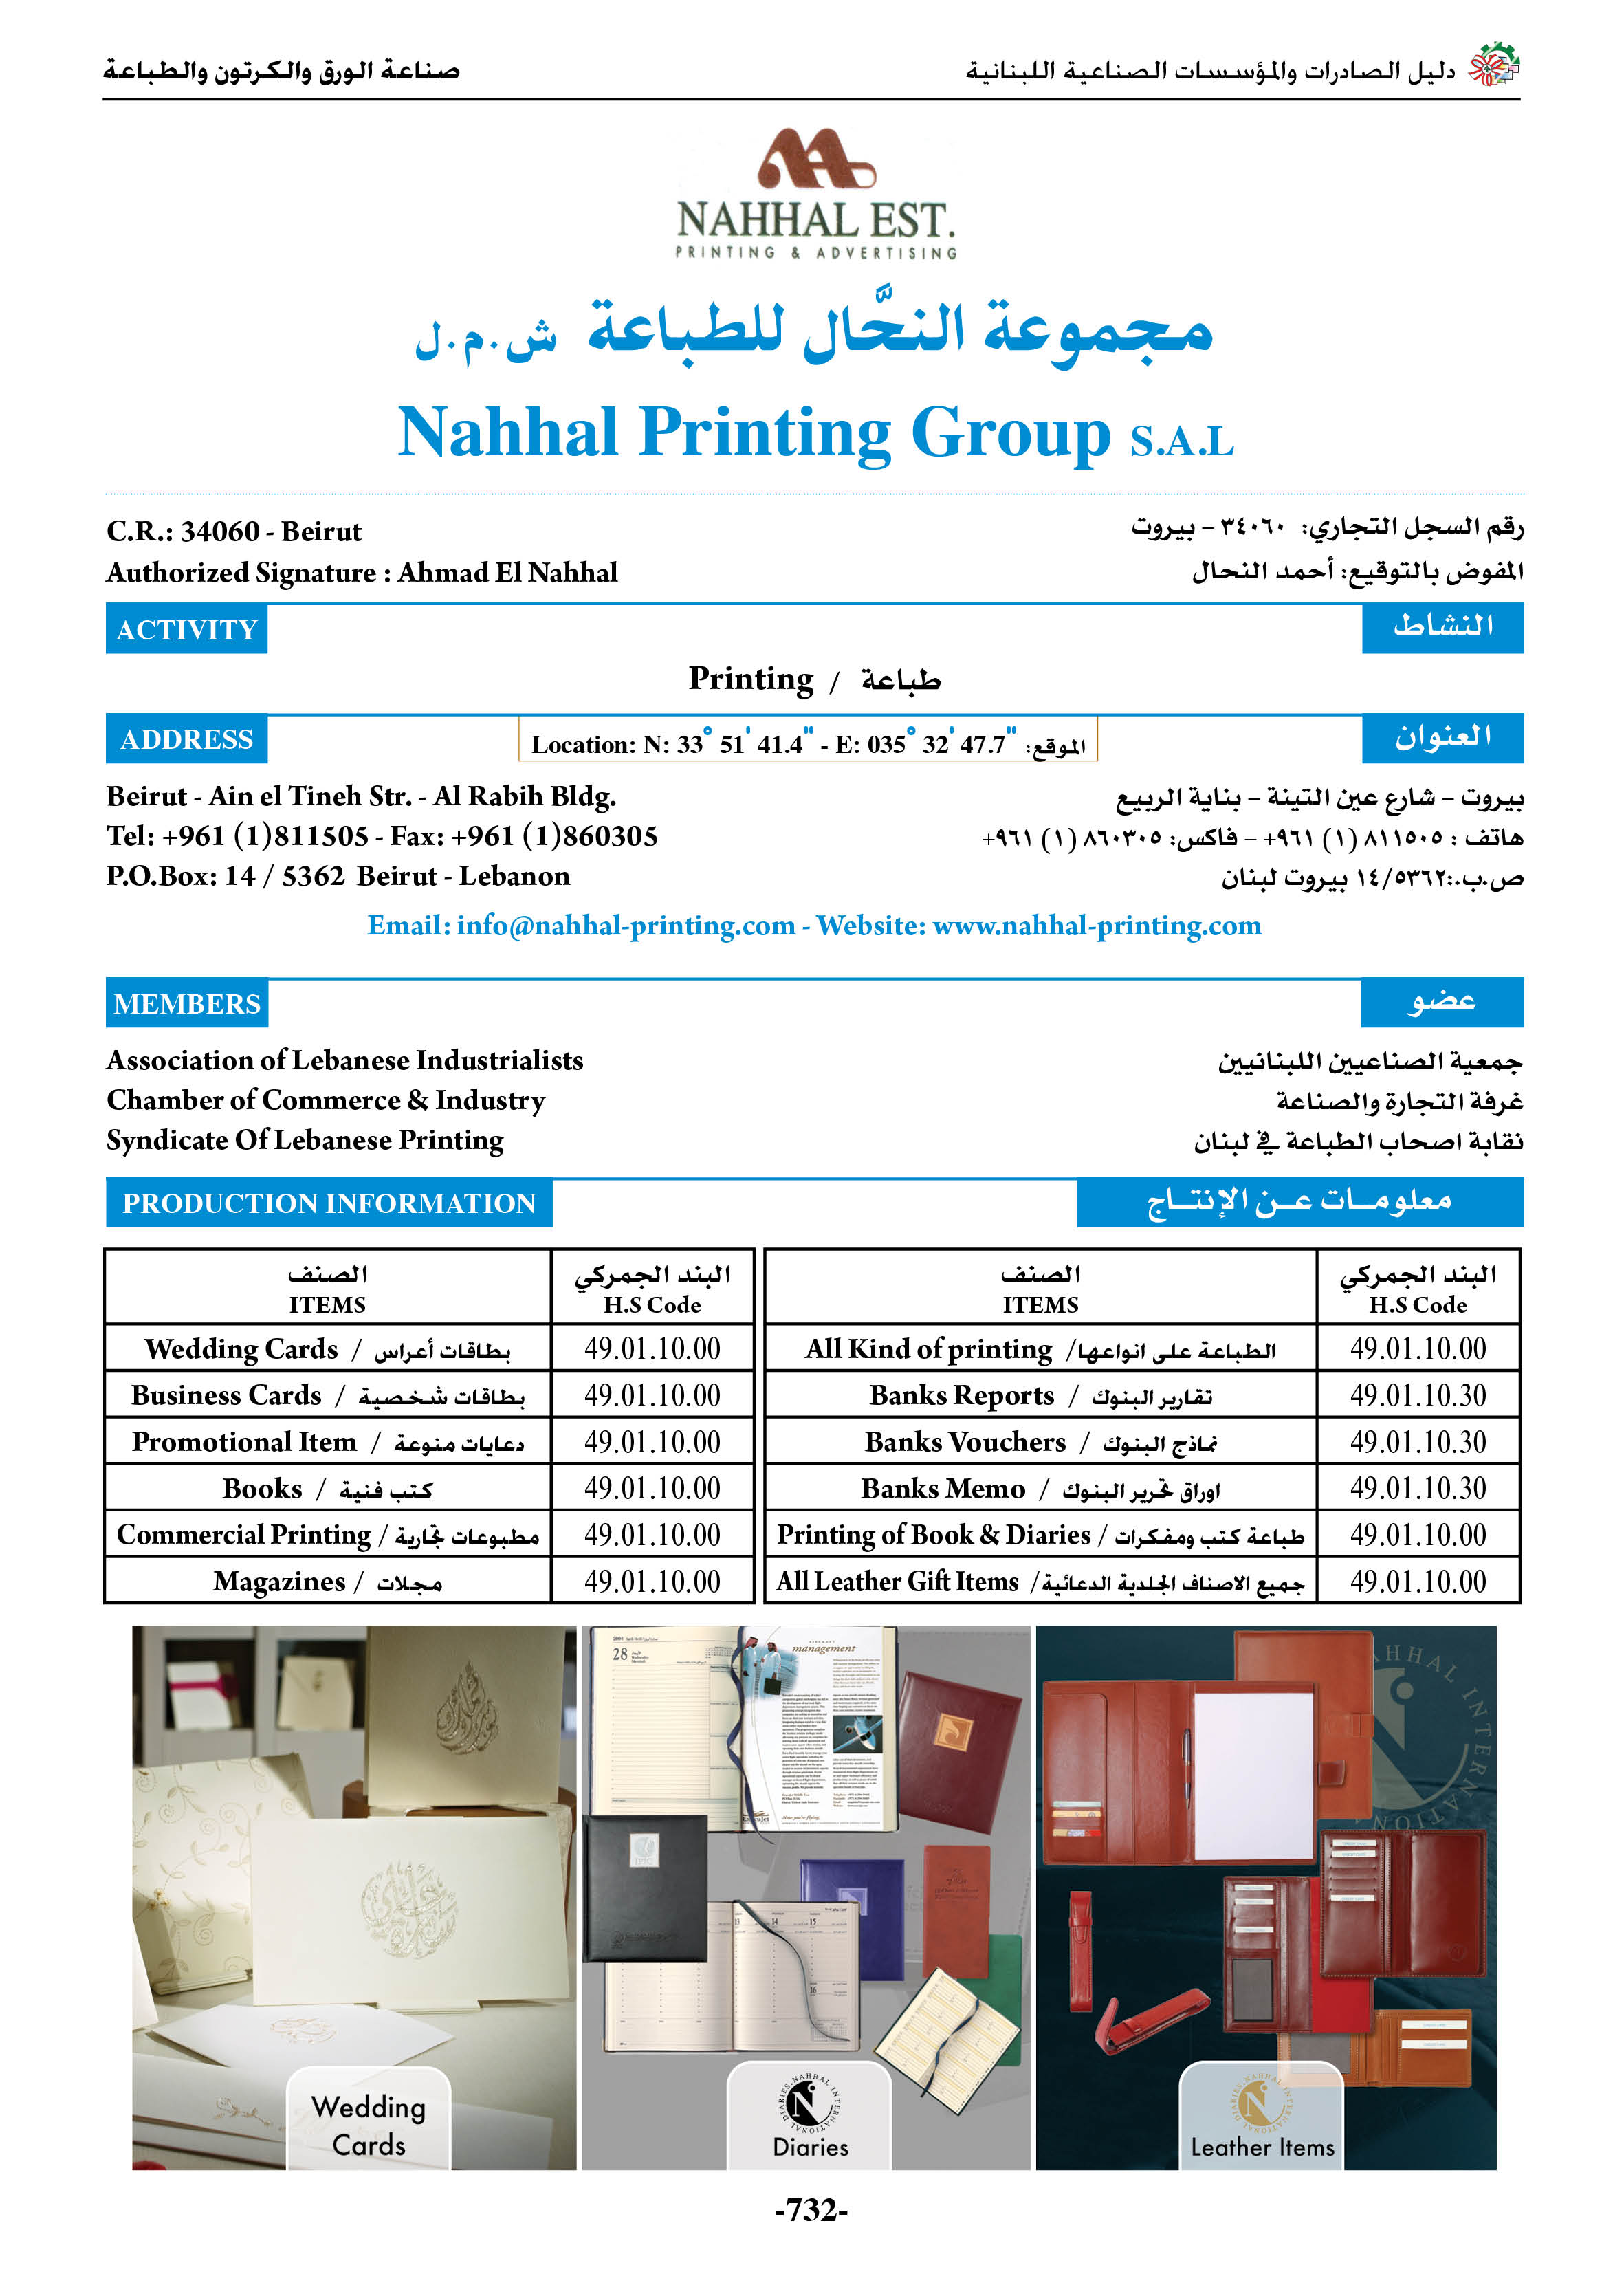 دليل الصادرات والمؤسسات الصناعية اللبنانية
صناعة الورق والكرتون والطباعة
NAHHAL EST.
PRINTING & ADVERTISING
مجموعة النحَّال للطباعة ش.م.ل
Nahhal Printing Group S.A.L
C.R.: 34060 - Beirut
رقم السجل التجاري: ٣٤٠٦٠ - بيروت
Authorized Signature : Ahmad El Nahhal
المفوض بالتوقيع: أحمد النحال
ACTIVITY
النشاط
Printing / طباعة
ADDRESS
Location: N: 33° 51' 41.4" - E: 035° 32' 47.7" الموقع:
العنوان
Beirut - Ain el Tineh Str. - Al Rabih Bldg.
بيروت - شارع عين التينة - بناية الربيع
Tel: +961 (1)811505 - Fax: +961 (1)860305
هاتف : ٨١١٥٠٥ (١) ٩٦١+ - فاكس: ٨٦٠٣٠٥ (١) ٩٦١+
P.O.Box: 14 / 5362 Beirut - Lebanon
ص.ب.:١٤/٥٣٦٢ بيروت لبنان
Email: info@nahhal-printing.com - Website: www.nahhal-printing.com
MEMBERS
عضو
Association of Lebanese Industrialists
جمعية الصناعيين اللبنانيين
Chamber of Commerce & Industry
غرفة التجارة والصناعة
Syndicate Of Lebanese Printing
نقابة اصحاب الطباعة في لبنان
PRODUCTION INFORMATION
معلومــات عــن الإنتــاج
الصنف البند الجمركي الصنف البند الجمركي
ITEMS H.S Code ITEMS H.S Code
Wedding Cards / بطاقات أعراس 49.01.10.00 All Kind of printing /الطباعة على انواعها 49.01.10.00
Business Cards / بطاقات شخصية 49.01.10.00 Banks Reports / تقارير البنوك 49.01.10.30
Promotional Item / دعايات منوعة 49.01.10.00 Banks Vouchers / نماذج البنوك 49.01.10.30
Books / كتب فنية 49.01.10.00 Banks Memo / اوراق تحرير البنوك 49.01.10.30
Commercial Printing / مطبوعات تجارية 49.01.10.00 Printing of Book & Diaries / طباعة كتب ومفكرات 49.01.10.00
Magazines / مجلات 49.01.10.00 All Leather Gift Items /جميع الاصناف الجلدية الدعائية 49.01.10.00
28
management
Wedding
Cards
NAHHAL INTERNATIONAL DIARIES
Diaries
NAHHAL INTERNATIONAL DIARIES
Leather Items
-732-